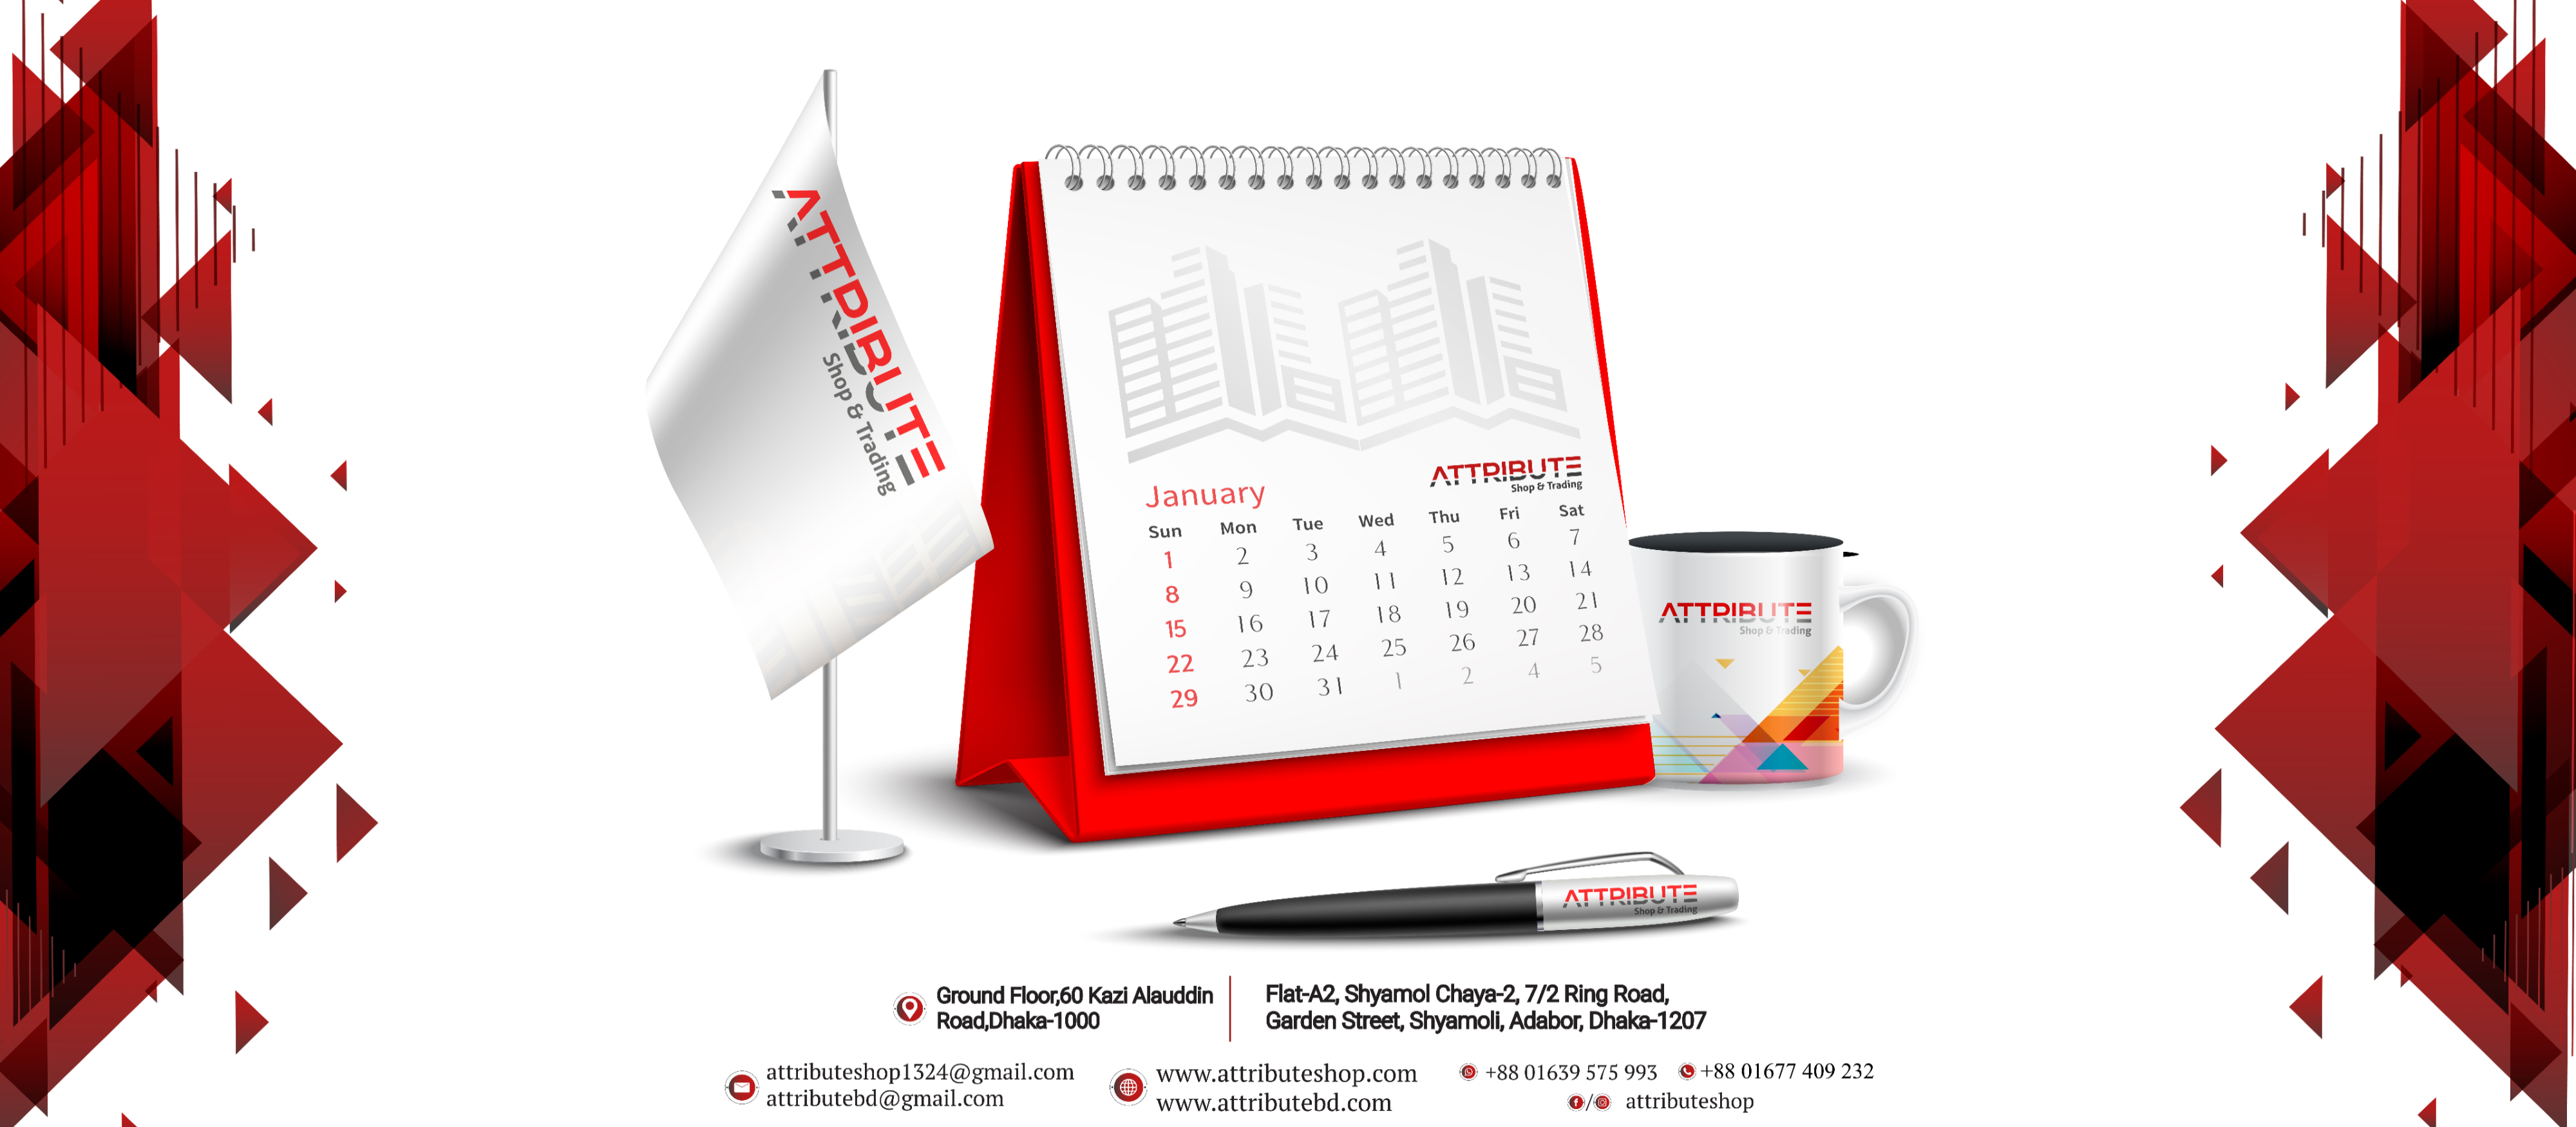 ATTRIBUTE
Shop & Trading
ATTRIBUTE
Shop & Trading
January
Sun Mon Tue Wed Thu Fri Sat
1 2 3 4 5 6 7
8 9 10 11 12 13 14
15 16 17 18 19 20 21
22 23 24 25 26 27 28
29 30 31 1 2 4 5
ATTRIBUTE
Shop & Trading
ATTRIBUTE
Shop & Trading
Ground Floor,60 Kazi Alauddin
Road,Dhaka-1000
Flat-A2, Shyamol Chaya-2, 7/2 Ring Road,
Garden Street, Shyamoli, Adabor, Dhaka-1207
attributeshop1324@gmail.com
attributebd@gmail.com
www.attributeshop.com
www.attributebd.com
+88 01639 575 993 +88 01677 409 232
/ attributeshop